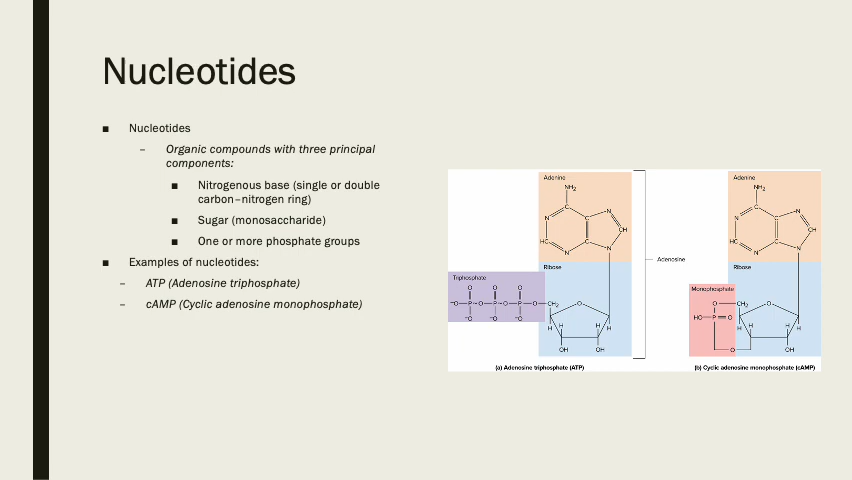 Nucleotides
■ Nucleotides
– Organic compounds with three principal
components:
■ Nitrogenous base (single or double
carbon–nitrogen ring)
■ Sugar (monosaccharide)
■ One or more phosphate groups
■ Examples of nucleotides:
– ATP (Adenosine triphosphate)
– cAMP (Cyclic adenosine monophosphate)
Adenine
NH2
C
N
N
C
CH
HC
C
N
N
Ribose
Triphosphate
O O O
–O P O P O P O CH2
–O –O –O
O
H H H H
OH OH
Adenosine
(a) Adenosine triphosphate (ATP)
Adenine
NH2
C
N
N
C
CH
HC
C
N
N
Ribose
Monophosphate
O CH2
O
HO P O
H H H H
O
OH
(b) Cyclic adenosine monophosphate (cAMP)